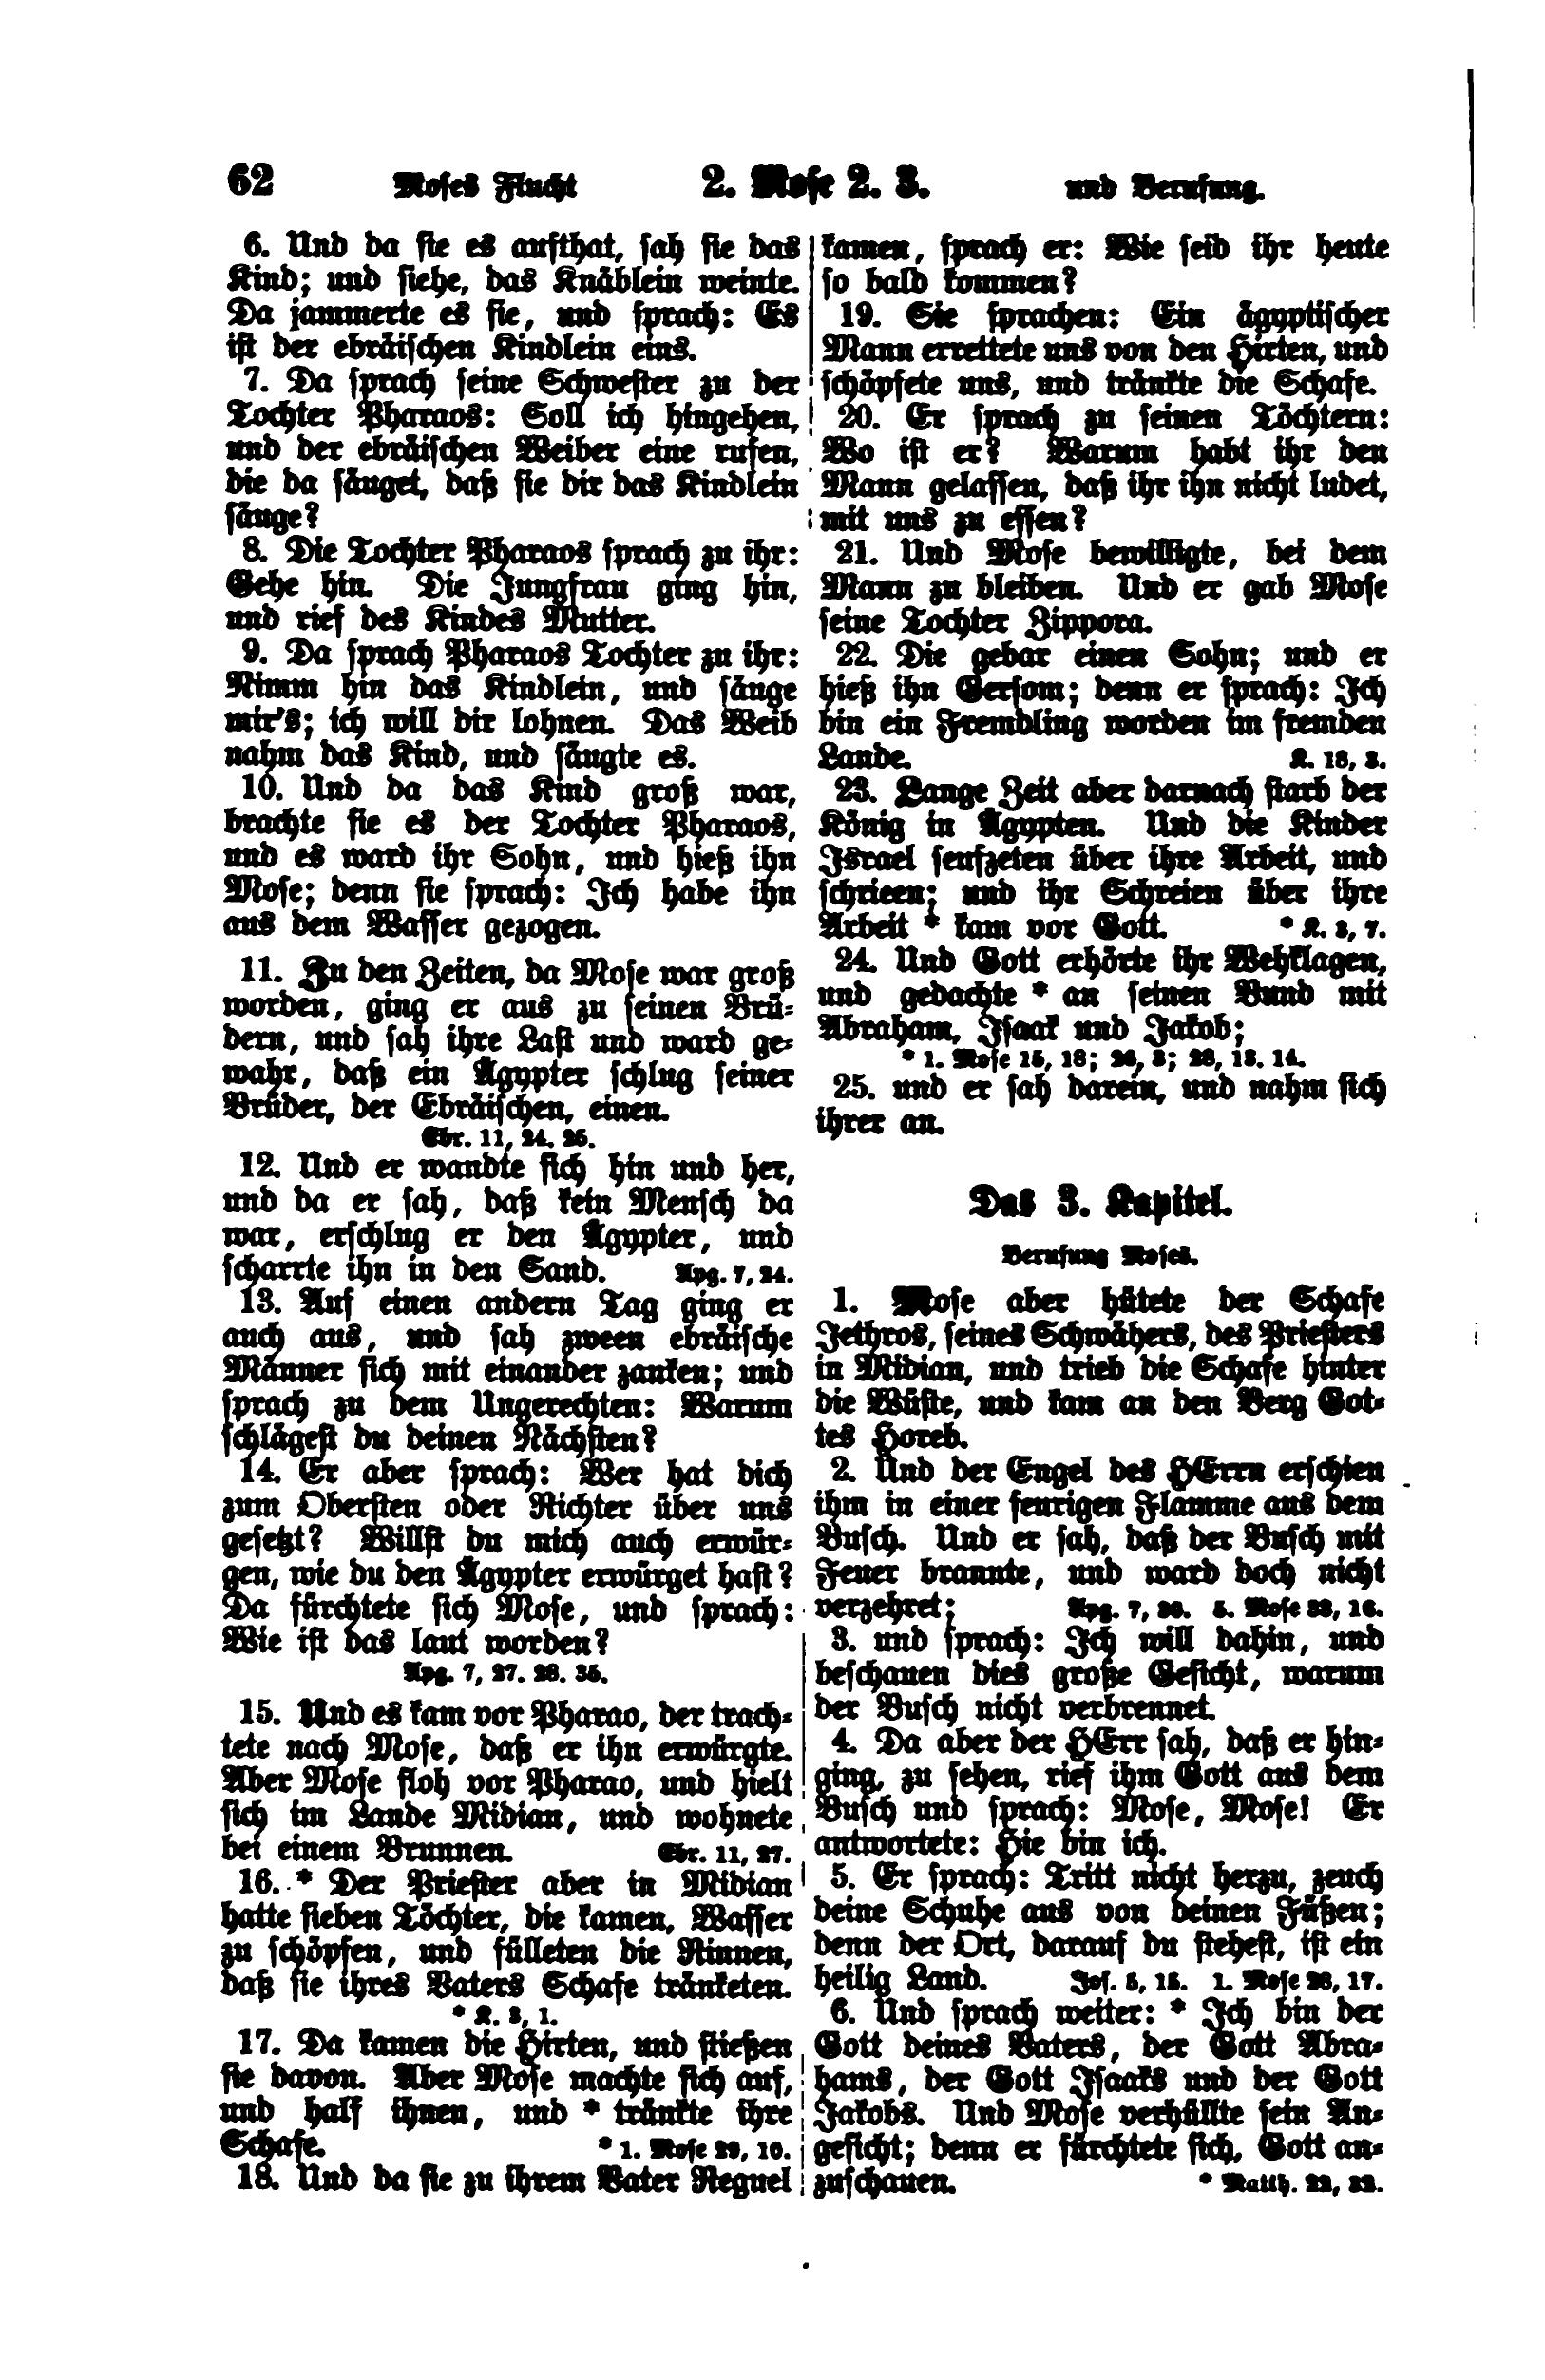 62 Moses Flucht 2. Mose 2. 3. und Berufung.
6. Und da sie es aufthat, sah sie das
Kind; und siehe, das Knäblein weinte.
Da jammerte es sie, und sprach: Es
ist der ebräischen Kindlein eins.
7. Da sprach seine Schwester zu der
Tochter Pharaos: Soll ich hingehen,
und der ebräischen Weiber eine rufen,
die da säuget, daß sie dir das Kindlein
säuge?
8. Die Tochter Pharaos sprach zu ihr:
Gehe hin. Die Jungfrau ging hin,
und rief des Kindes Mutter.
9. Da sprach Pharaos Tochter zu ihr:
Nimm hin das Kindlein, und säuge
mir's; ich will dir lohnen. Das Weib
nahm das Kind, und säugte es.
10. Und da das Kind groß war,
brachte sie es der Tochter Pharaos,
und es ward ihr Sohn, und hieß ihn
Mose; denn sie sprach: Ich habe ihn
aus dem Wasser gezogen.
11. Zu den Zeiten, da Mose war groß
worden, ging er aus zu seinen Brü-
dern, und sah ihre Last und ward ge-
wahr, daß ein Ägypter schlug seiner
Brüder, der Ebräischen, einen.
Ebr. 11, 24. 25.
12. Und er wandte sich hin und her,
und da er sah, daß kein Mensch da
war, erschlug er den Ägypter, und
scharrte ihn in den Sand. Apg. 7, 24.
13. Auf einen andern Tag ging er
auch aus, und sah zween ebräische
Männer sich mit einander zanken; und
sprach zu dem Ungerechten: Warum
schlägest du deinen Nächsten?
14. Er aber sprach: Wer hat dich
zum Obersten oder Richter über uns
gesetzt? Willst du mich auch erwür-
gen, wie du den Ägypter erwürget hast?
Da fürchtete sich Mose, und sprach:
Wie ist das laut worden?
Apg. 7, 27. 28. 35.
15. Und es kam vor Pharao, der trach-
tete nach Mose, daß er ihn erwürgte.
Aber Mose floh vor Pharao, und hielt
sich im Lande Midian, und wohnete
bei einem Brunnen. Ebr. 11, 27.
16. * Der Priester aber in Midian
hatte sieben Töchter, die kamen, Wasser
zu schöpfen, und fülleten die Rinnen,
daß sie ihres Vaters Schafe tränketen.
* K. 3, 1.
17. Da kamen die Hirten, und stießen
sie davon. Aber Mose machte sich auf,
und half ihnen, und * tränkte ihre
Schafe. * 1. Mose 29, 10.
18. Und da sie zu ihrem Vater Reguel
kamen, sprach er: Wie seid ihr heute
so bald kommen?
19. Sie sprachen: Ein ägyptischer
Mann errettete uns von den Hirten, und
schöpfete uns, und tränkte die Schafe.
20. Er sprach zu seinen Töchtern:
Wo ist er? Warum habt ihr den
Mann gelassen, daß ihr ihn nicht ludet,
mit uns zu essen?
21. Und Mose bewilligte, bei dem
Mann zu bleiben. Und er gab Mose
seine Tochter Zippora.
22. Die gebar einen Sohn; und er
hieß ihn Gersom; denn er sprach: Ich
bin ein Fremdling worden im fremden
Lande. K. 18, 3.
23. Lange Zeit aber darnach starb der
König in Ägypten. Und die Kinder
Israel seufzeten über ihre Arbeit, und
schrieen; und ihr Schreien über ihre
Arbeit * kam vor Gott. * K. 3, 7.
24. Und Gott erhörte ihr Wehklagen,
und gedachte * an seinen Bund mit
Abraham, Isaak und Jakob;
* 1. Mose 15, 18; 26, 3; 28, 13. 14.
25. und er sah darein, und nahm sich
ihrer an.
Das 3. Kapitel.
Berufung Moses.
1. Mose aber hütete der Schafe
Jethros, seines Schwähers, des Priesters
in Midian, und trieb die Schafe hinter
die Wüste, und kam an den Berg Got-
tes Horeb.
2. Und der Engel des HErrn erschien
ihm in einer feurigen Flamme aus dem
Busch. Und er sah, daß der Busch mit
Feuer brannte, und ward doch nicht
verzehret; Apg. 7, 30. 5. Mose 33, 16.
3. und sprach: Ich will dahin, und
beschauen dies große Gesicht, warum
der Busch nicht verbrennet.
4. Da aber der HErr sah, daß er hin-
ging, zu sehen, rief ihm Gott aus dem
Busch und sprach: Mose, Mose! Er
antwortete: Hie bin ich.
5. Er sprach: Tritt nicht herzu, zeuch
deine Schuhe aus von deinen Füßen;
denn der Ort, darauf du stehest, ist ein
heilig Land. Jos. 5, 15. 1. Mose 28, 17.
6. Und sprach weiter: * Ich bin der
Gott deines Vaters, der Gott Abra-
hams, der Gott Isaaks und der Gott
Jakobs. Und Mose verhüllte sein An-
gesicht; denn er fürchtete sich, Gott an-
zuschauen. * Matth. 22, 32.